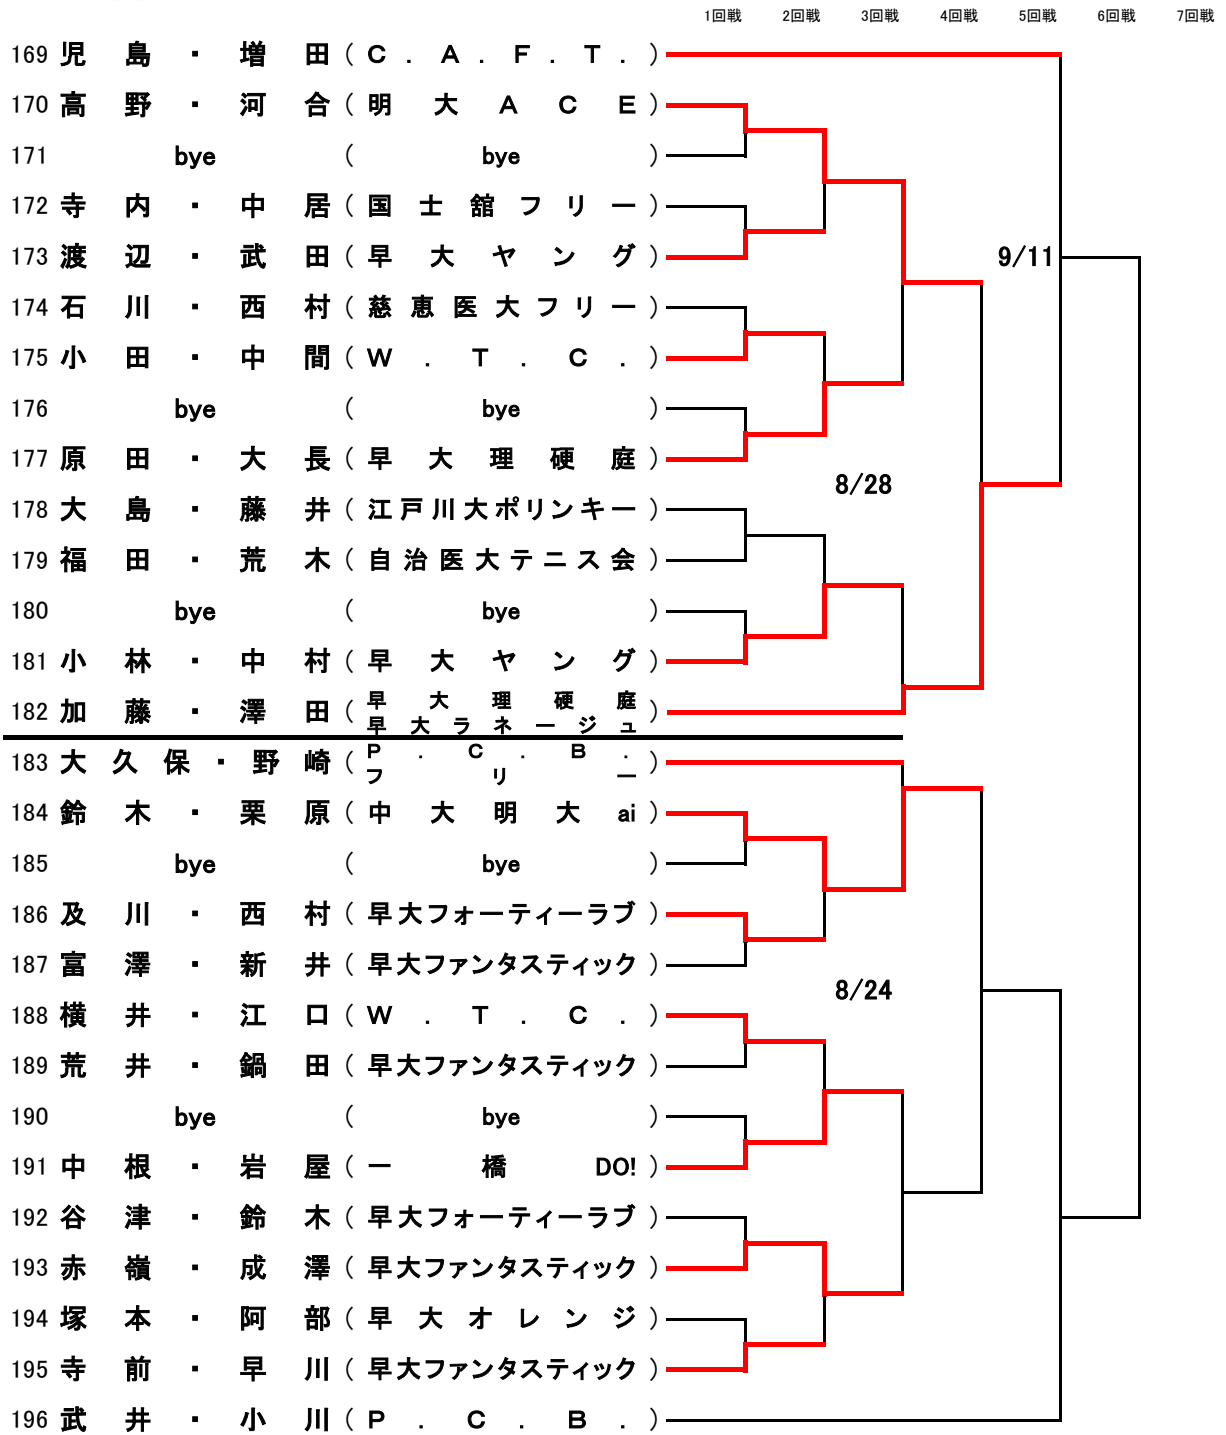 1回戦 2回戦 3回戦 4回戦 5回戦 6回戦 7回戦
169 児島・増田 (C.A.F.T.)
170 高野・河合 (明大ACE)
171 bye (bye)
172 寺内・中居 (国士舘フリー)
173 渡辺・武田 (早大ヤング)
9/11
174 石川・西村 (慈恵医大フリー)
175 小田・中間 (W.T.C.)
176 bye (bye)
177 原田・大長 (早大理硬庭)
8/28
178 大島・藤井 (江戸川大ポリンキー)
179 福田・荒木 (自治医大テニス会)
180 bye (bye)
181 小林・中村 (早大ヤング)
182 加藤・澤田 (早大理硬庭
早大ラネージュ)
183 大久保・野崎 (P.C.B.
フリー)
184 鈴木・栗原 (中大明大ai)
185 bye (bye)
186 及川・西村 (早大フォーティーラブ)
187 富澤・新井 (早大ファンタスティック)
8/24
188 横井・江口 (W.T.C.)
189 荒井・鍋田 (早大ファンタスティック)
190 bye (bye)
191 中根・岩屋 (一橋DO!)
192 谷津・鈴木 (早大フォーティーラブ)
193 赤嶺・成澤 (早大ファンタスティック)
194 塚本・阿部 (早大オレンジ)
195 寺前・早川 (早大ファンタスティック)
196 武井・小川 (P.C.B.)